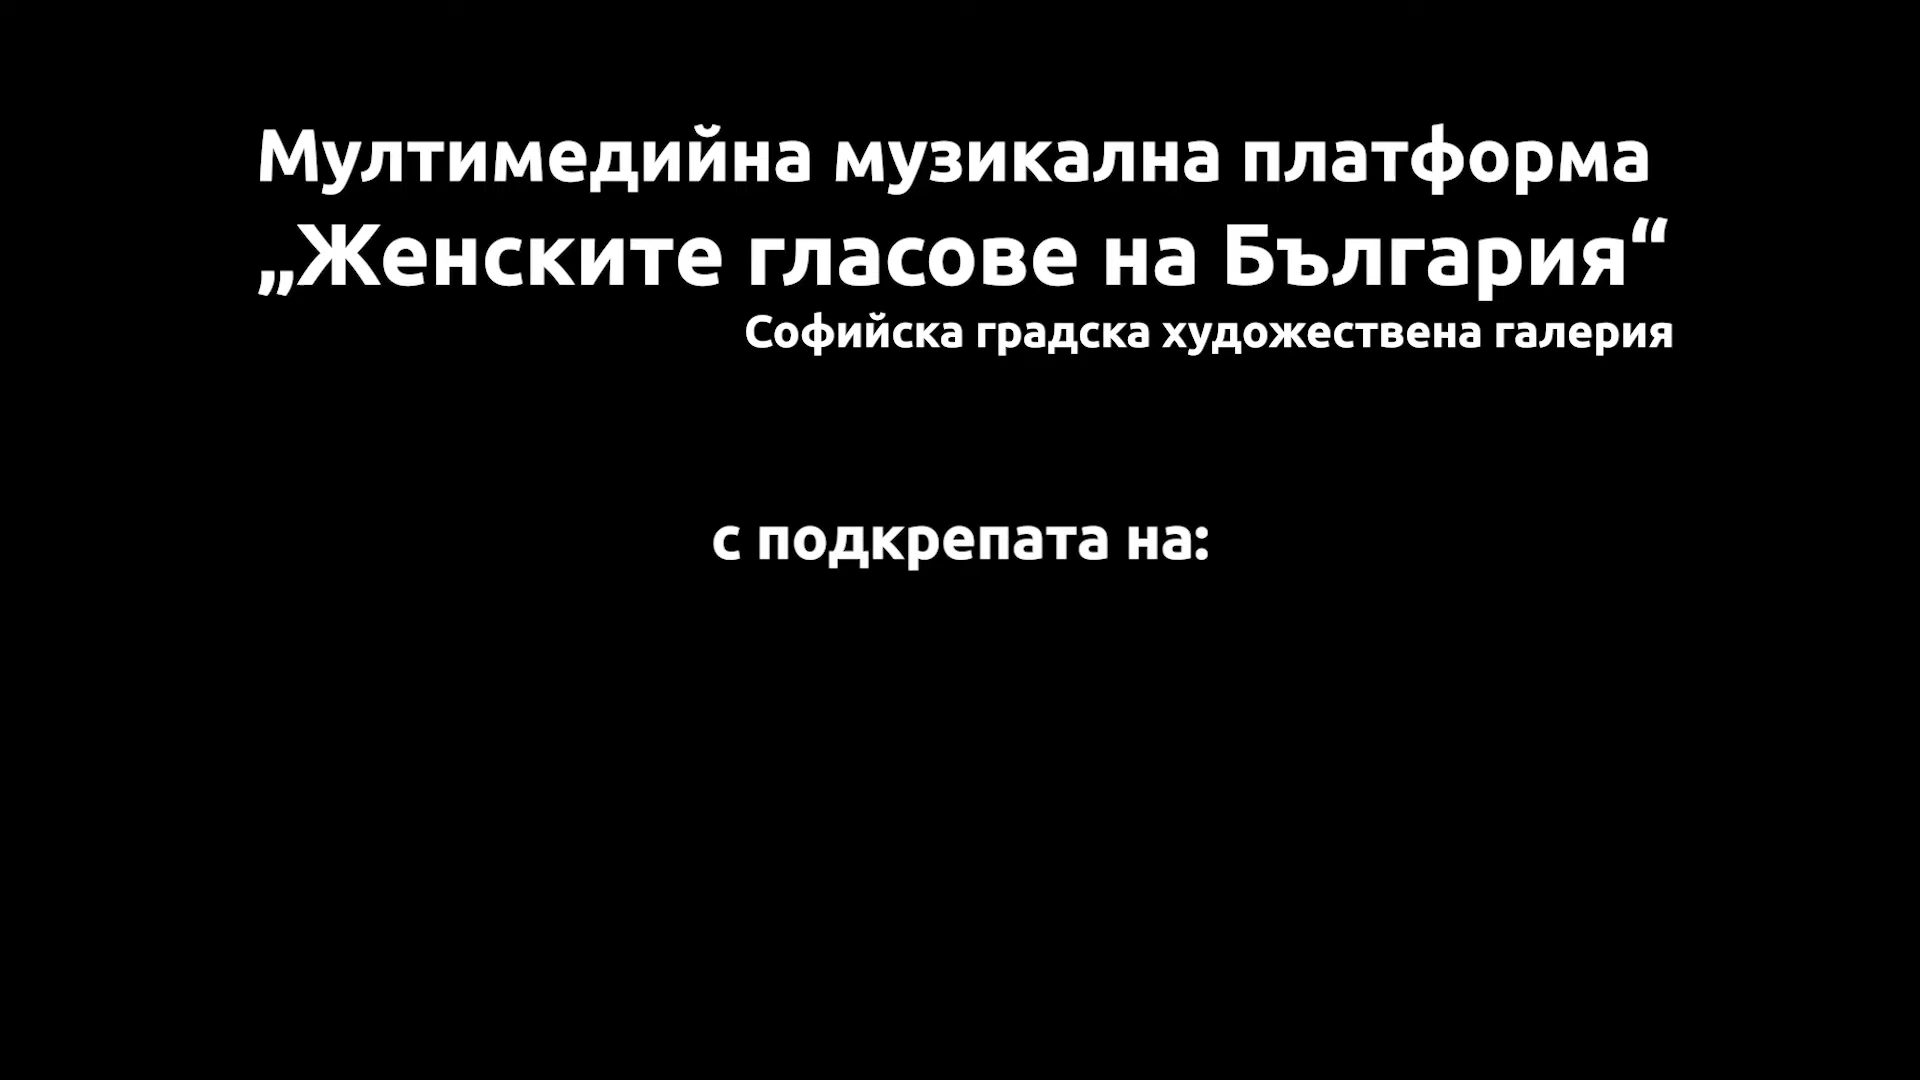 Мултимедийна музикална платформа
„Женските гласове на България“
Софийска градска художествена галерия
с подкрепата на: